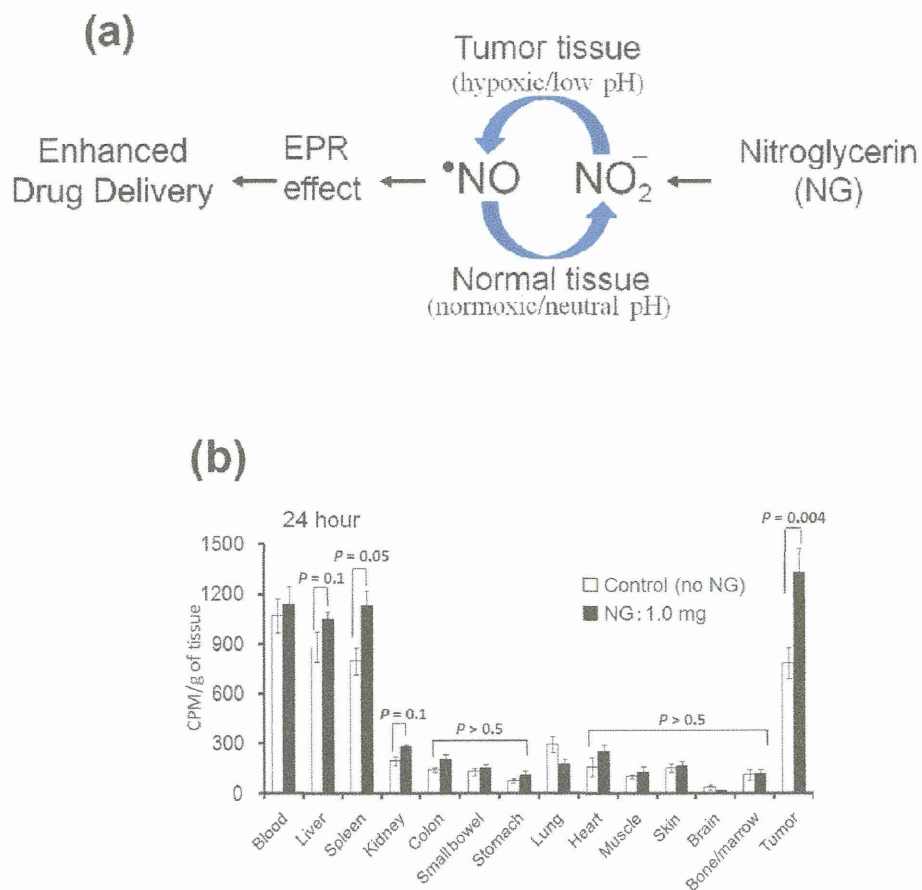 (a)
Tumor tissue
(hypoxic/low pH)
Enhanced
Drug Delivery
EPR
effect
•NO
NO₂⁻
Nitroglycerin
(NG)
Normal tissue
(normoxic/neutral pH)
(b)
24 hour
P = 0.1
P = 0.05
P = 0.1
P > 0.5
P > 0.5
P = 0.004
Control (no NG)
NG: 1.0 mg
CPM/g of tissue
1500
1200
900
600
300
0
Blood
Liver
Spleen
Kidney
Colon
Small bowel
Stomach
Lung
Heart
Muscle
Skin
Brain
Bone/marrow
Tumor